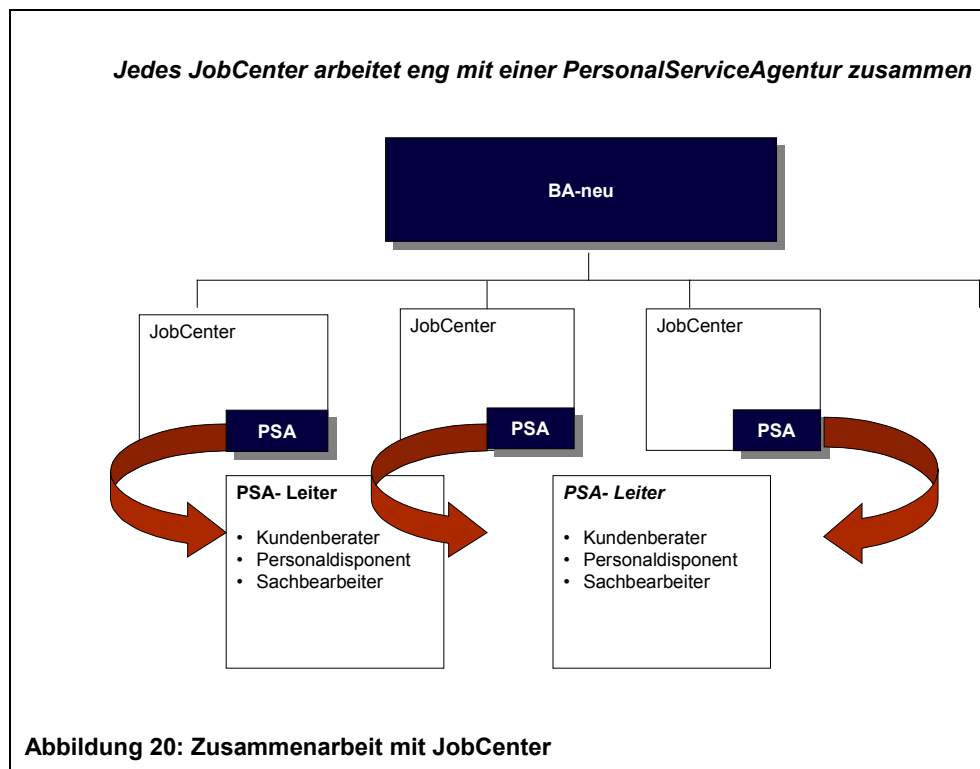 Jedes JobCenter arbeitet eng mit einer PersonalServiceAgentur zusammen
BA-neu
JobCenter
JobCenter
JobCenter
PSA
PSA
PSA
PSA- Leiter
• Kundenberater
• Personaldisponent
• Sachbearbeiter
PSA- Leiter
• Kundenberater
• Personaldisponent
• Sachbearbeiter
Abbildung 20: Zusammenarbeit mit JobCenter